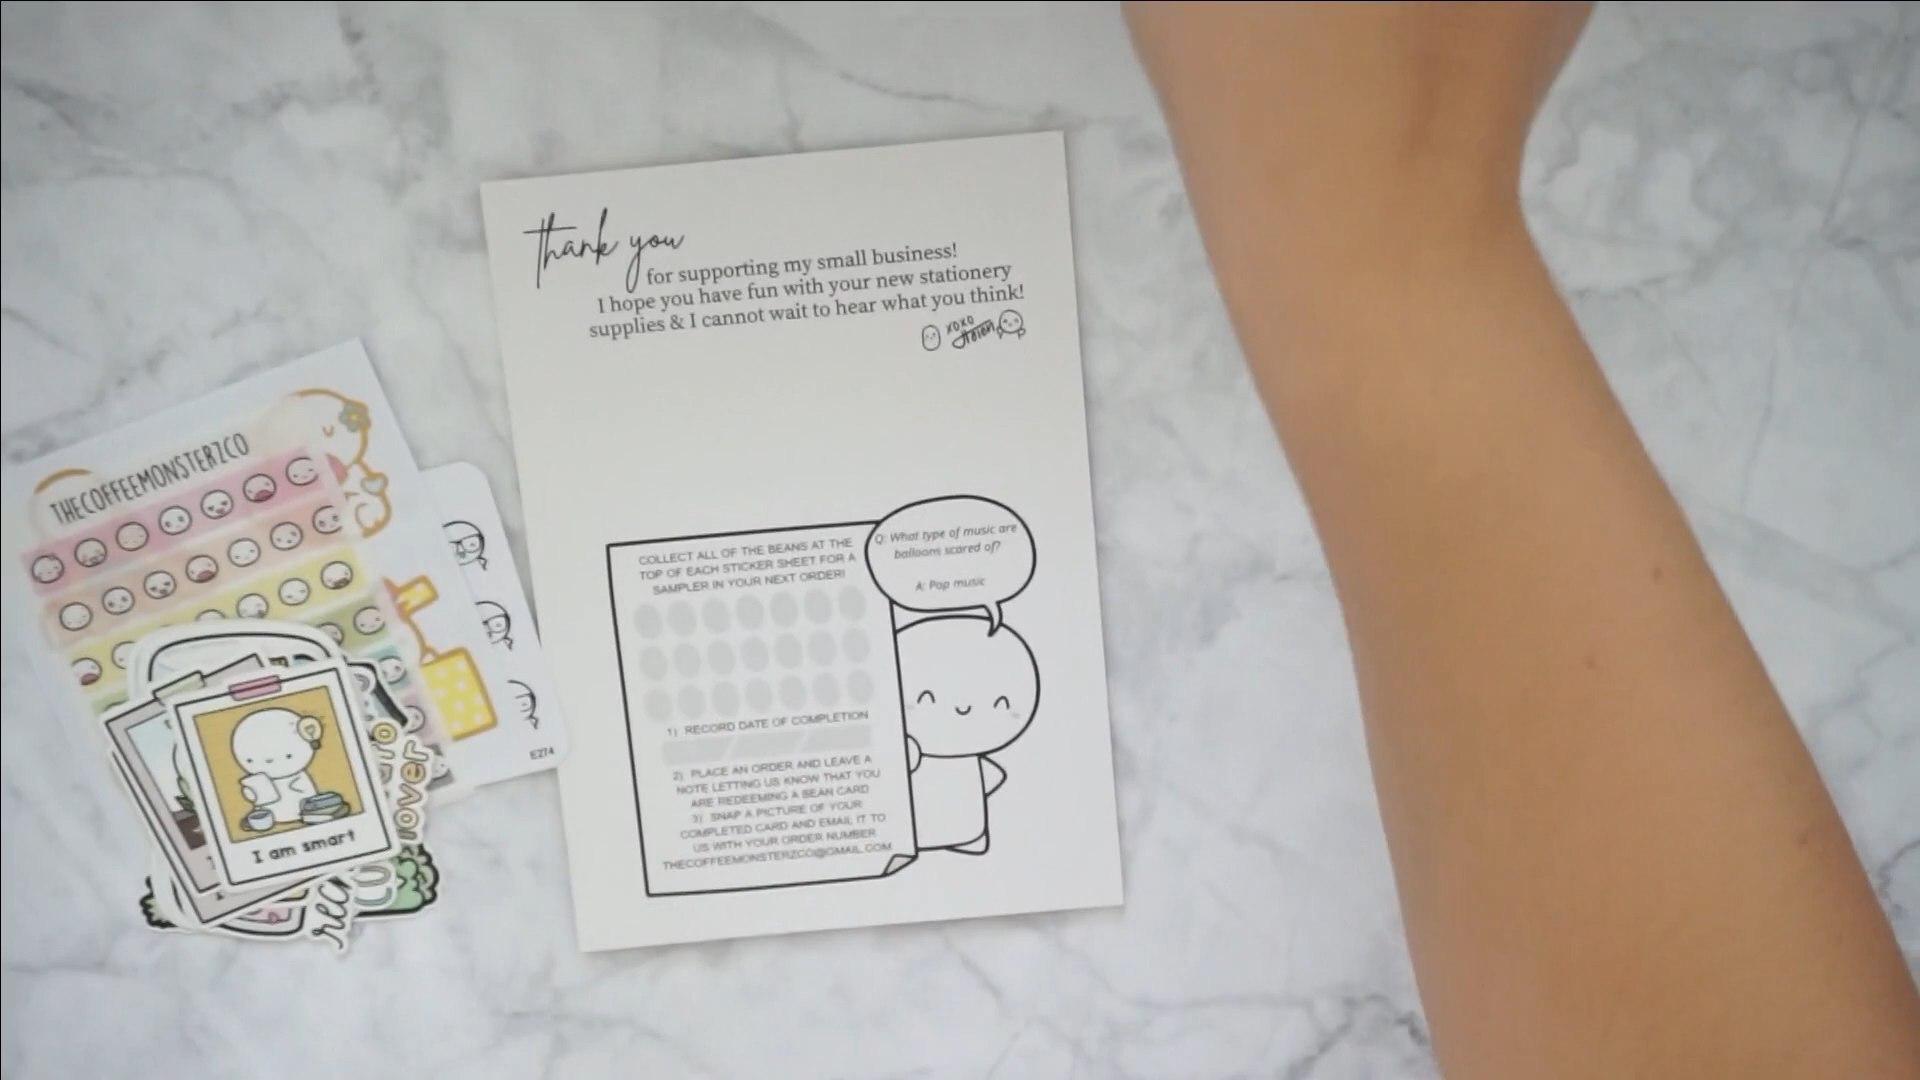 thank you
for supporting my small business!
I hope you have fun with your new stationery
supplies & I cannot wait to hear what you think!
xoxo
THECOFFEEMONSTERZCO
Q: What type of music are
balloons scared of?
A: Pop music
COLLECT ALL OF THE BEANS AT THE
TOP OF EACH STICKER SHEET FOR A
SAMPLER IN YOUR NEXT ORDER!
1) RECORD DATE OF COMPLETION
2) PLACE AN ORDER AND LEAVE A
NOTE LETTING US KNOW THAT YOU
ARE REDEEMING A BEAN CARD
3) SNAP A PICTURE OF YOUR
COMPLETED CARD AND EMAIL IT TO
US WITH YOUR ORDER NUMBER
THECOFFEEMONSTERZCO@GMAIL.COM
E274
I am smart
lover